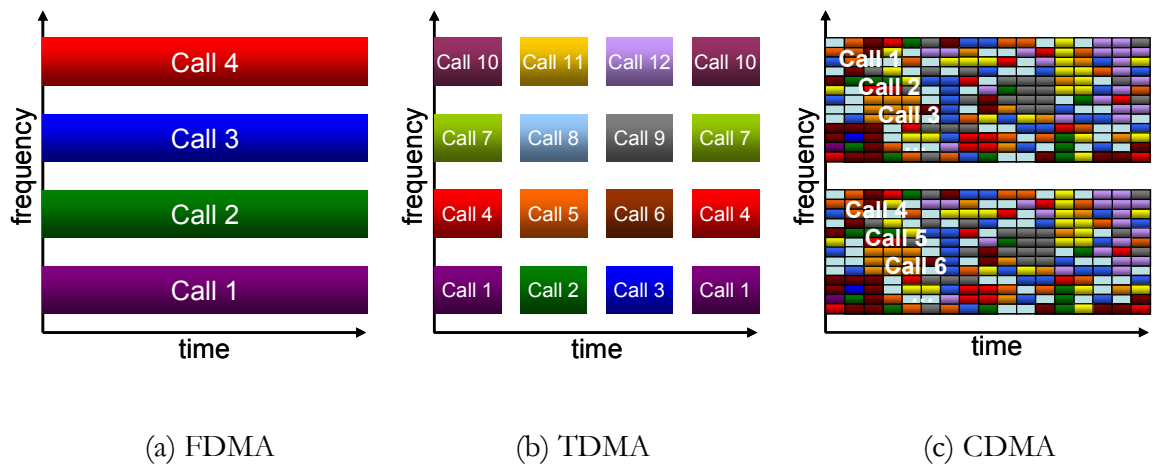 frequency
Call 4
Call 3
Call 2
Call 1
time
(a) FDMA
frequency
Call 10 Call 11 Call 12 Call 10
Call 7 Call 8 Call 9 Call 7
Call 4 Call 5 Call 6 Call 4
Call 1 Call 2 Call 3 Call 1
time
(b) TDMA
frequency
Call 1
Call 2
Call 3
...
Call 4
Call 5
Call 6
...
time
(c) CDMA